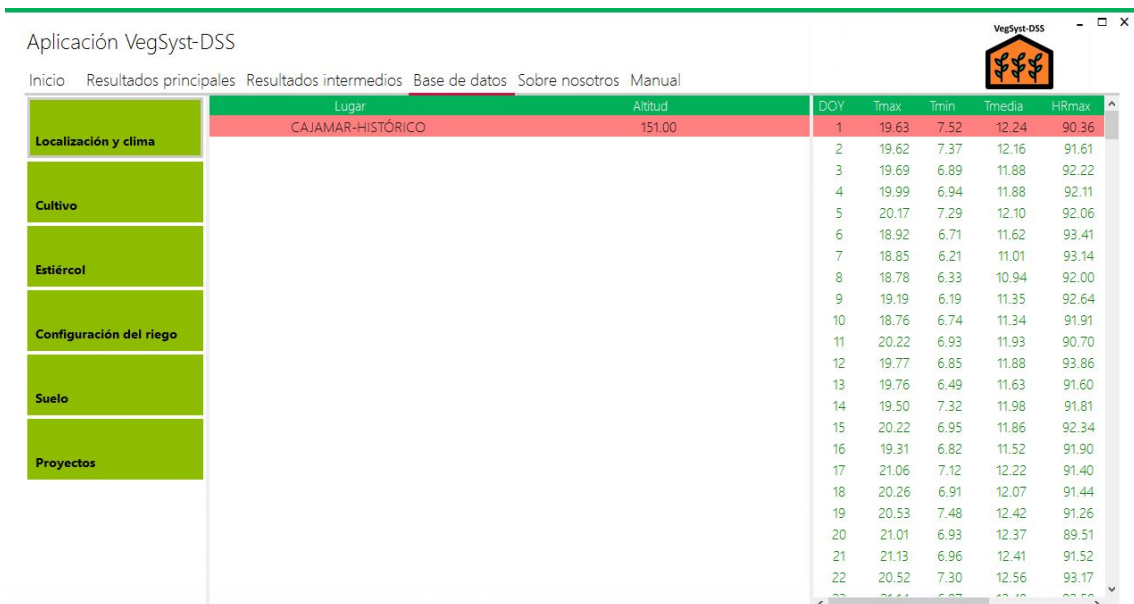 VegSyst-DSS
Aplicación VegSyst-DSS
Inicio Resultados principales Resultados intermedios Base de datos Sobre nosotros Manual
Localización y clima
Cultivo
Estiércol
Configuración del riego
Suelo
Proyectos
Lugar Altitud
CAJAMAR-HISTÓRICO 151.00
DOY Tmax Tmin Tmedia HRmax
1 19.63 7.52 12.24 90.36
2 19.62 7.37 12.16 91.61
3 19.69 6.89 11.88 92.22
4 19.99 6.94 11.88 92.11
5 20.17 7.29 12.10 92.06
6 18.92 6.71 11.62 93.41
7 18.85 6.21 11.01 93.14
8 18.78 6.33 10.94 92.00
9 19.19 6.19 11.35 92.64
10 18.76 6.74 11.34 91.91
11 20.22 6.93 11.93 90.70
12 19.77 6.85 11.88 93.86
13 19.76 6.49 11.63 91.60
14 19.50 7.32 11.98 91.81
15 20.22 6.95 11.86 92.34
16 19.31 6.82 11.52 91.90
17 21.06 7.12 12.22 91.40
18 20.26 6.91 12.07 91.44
19 20.53 7.48 12.42 91.26
20 21.01 6.93 12.37 89.51
21 21.13 6.96 12.41 91.52
22 20.52 7.30 12.56 93.17